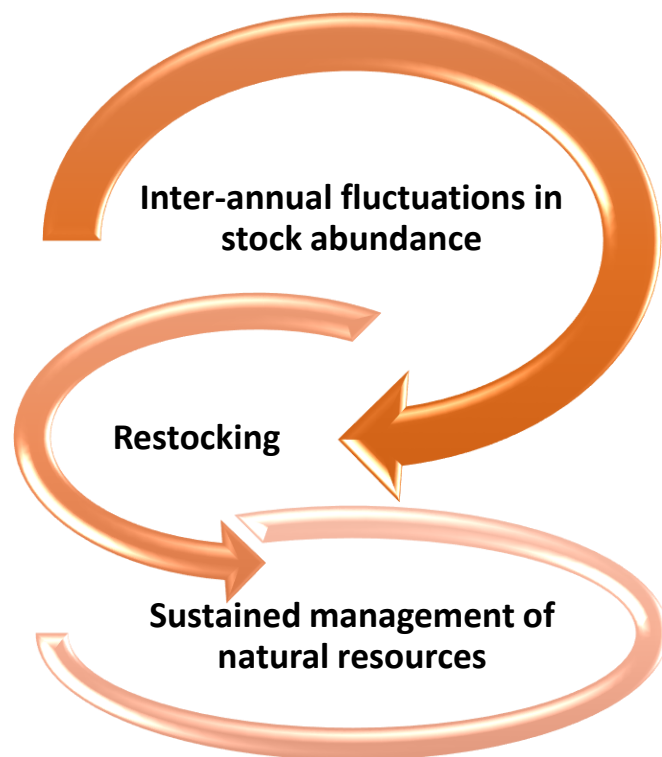 Inter-annual fluctuations in
stock abundance
Restocking
Sustained management of
natural resources